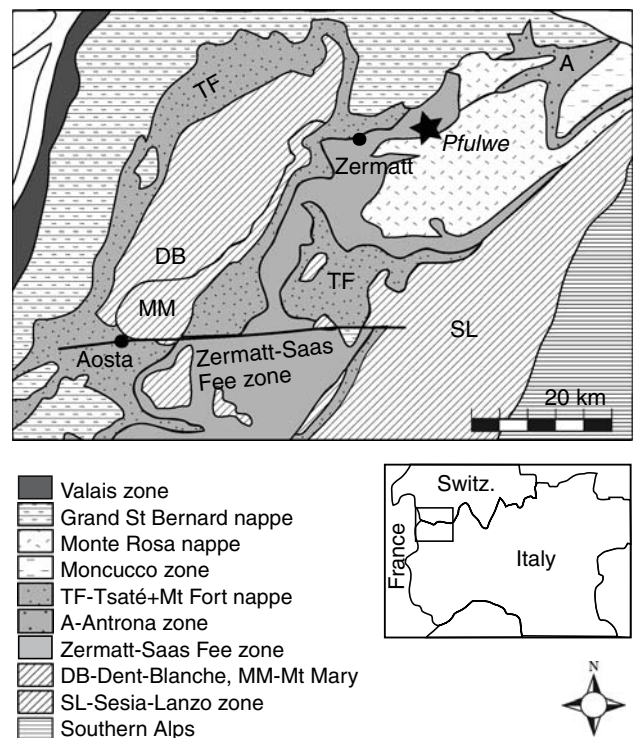 TF
A
Zermatt
Pfulwe
DB
TF
MM
SL
Aosta
Zermatt-Saas
Fee zone
20 km
Valais zone
Grand St Bernard nappe
Monte Rosa nappe
Moncucco zone
TF-Tsaté+Mt Fort nappe
A-Antrona zone
Zermatt-Saas Fee zone
DB-Dent-Blanche, MM-Mt Mary
SL-Sesia-Lanzo zone
Southern Alps
Switz.
France
Italy
N